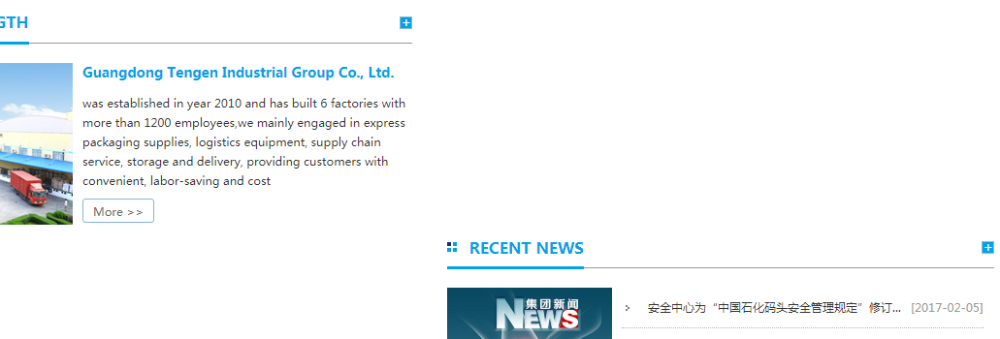 GTH
Guangdong Tengen Industrial Group Co., Ltd.
was established in year 2010 and has built 6 factories with
more than 1200 employees,we mainly engaged in express
packaging supplies, logistics equipment, supply chain
service, storage and delivery, providing customers with
convenient, labor-saving and cost
More >>
RECENT NEWS
集团新闻
NEWS
安全中心为“中国石化码头安全管理规定”修订... [2017-02-05]